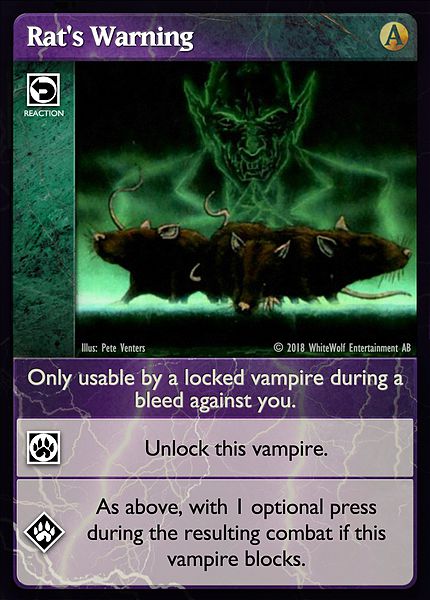 Rat's Warning
A
REACTION
Illus: Pete Venters
© 2018 WhiteWolf Entertainment AB
Only usable by a locked vampire during a
bleed against you.
Unlock this vampire.
As above, with 1 optional press
during the resulting combat if this
vampire blocks.